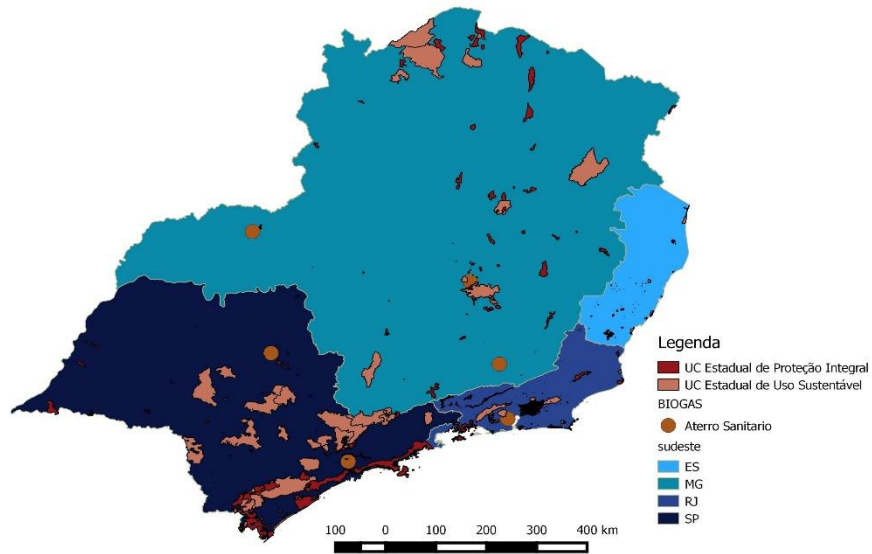 Legenda
UC Estadual de Proteção Integral
UC Estadual de Uso Sustentável
BIOGAS
Aterro Sanitario
sudeste
ES
MG
RJ
SP
100 0 100 200 300 400 km